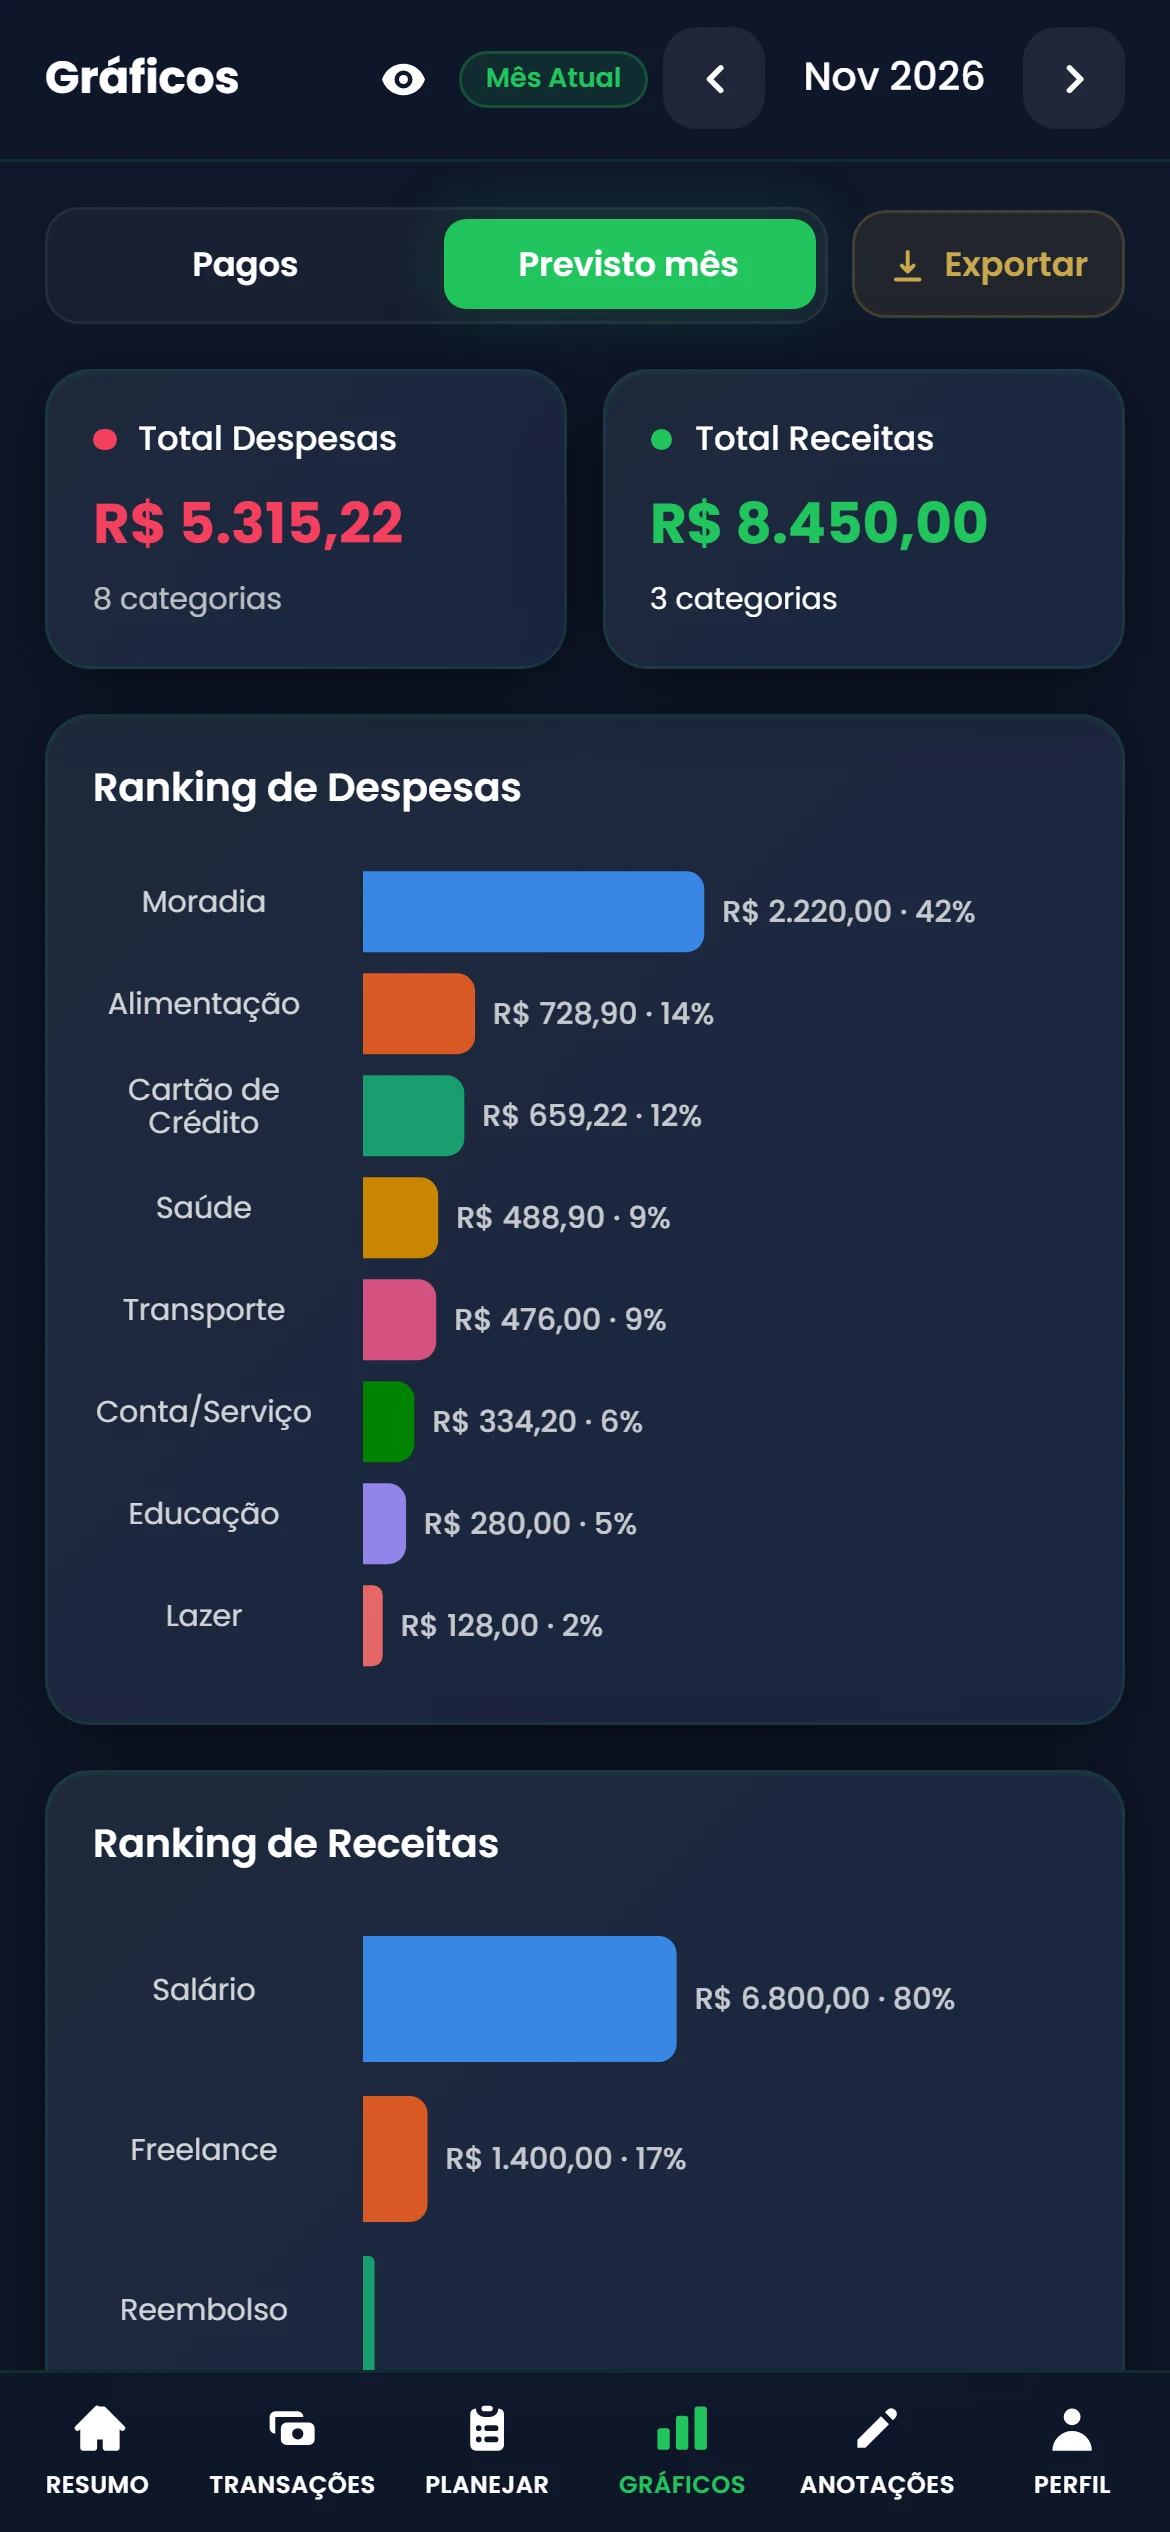 Gráficos
Mês Atual
Nov 2026
Pagos
Previsto mês
Exportar
Total Despesas
R$ 5.315,22
8 categorias
Total Receitas
R$ 8.450,00
3 categorias
Ranking de Despesas
Moradia
R$ 2.220,00 · 42%
Alimentação
R$ 728,90 · 14%
Cartão de
Crédito
R$ 659,22 · 12%
Saúde
R$ 488,90 · 9%
Transporte
R$ 476,00 · 9%
Conta/Serviço
R$ 334,20 · 6%
Educação
R$ 280,00 · 5%
Lazer
R$ 128,00 · 2%
Ranking de Receitas
Salário
R$ 6.800,00 · 80%
Freelance
R$ 1.400,00 · 17%
Reembolso
RESUMO
TRANSAÇÕES
PLANEJAR
GRÁFICOS
ANOTAÇÕES
PERFIL